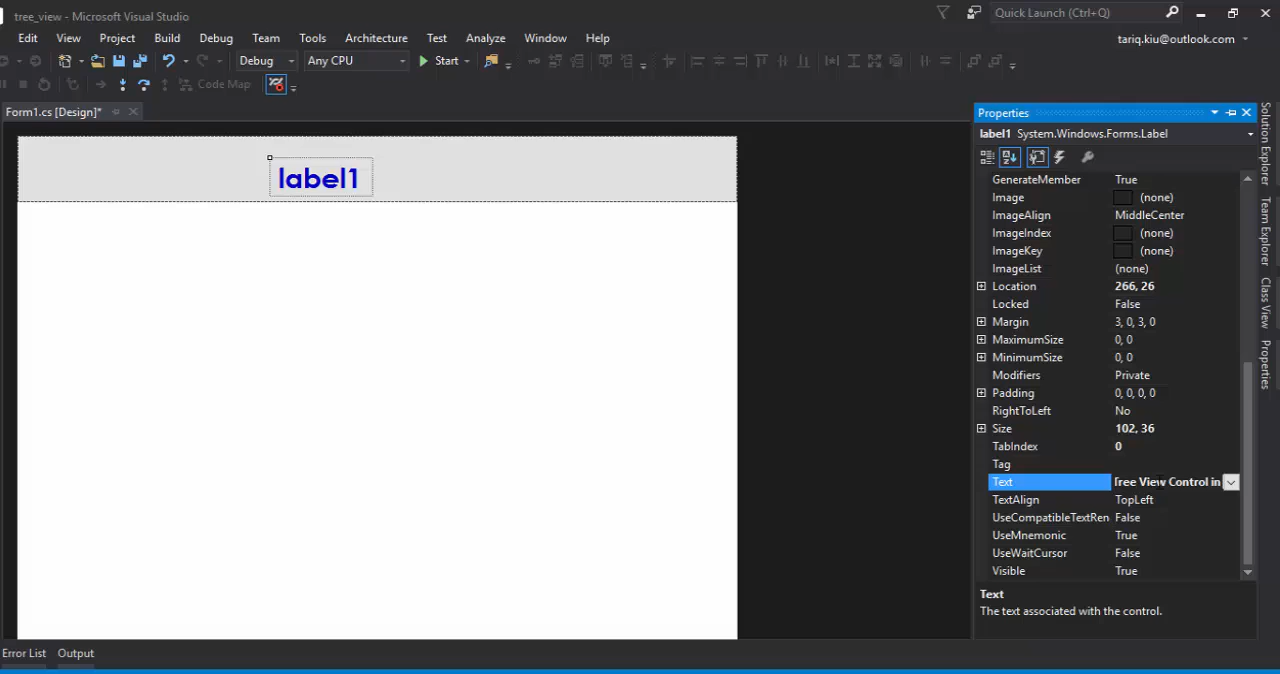 tree_view - Microsoft Visual Studio
Quick Launch (Ctrl+Q)
Edit View Project Build Debug Team Tools Architecture Test Analyze Window Help
tariq.kiu@outlook.com
Debug Any CPU Start
Code Map
Form1.cs [Design]*
label1
Properties
label1 System.Windows.Forms.Label
GenerateMember True
Image (none)
ImageAlign MiddleCenter
ImageIndex (none)
ImageKey (none)
ImageList (none)
Location 266, 26
Locked False
Margin 3, 0, 3, 0
MaximumSize 0, 0
MinimumSize 0, 0
Modifiers Private
Padding 0, 0, 0, 0
RightToLeft No
Size 102, 36
TabIndex 0
Tag
Text Tree View Control in
TextAlign TopLeft
UseCompatibleTextRen False
UseMnemonic True
UseWaitCursor False
Visible True
Text
The text associated with the control.
Solution Explorer
Team Explorer
Class View
Properties
Error List Output